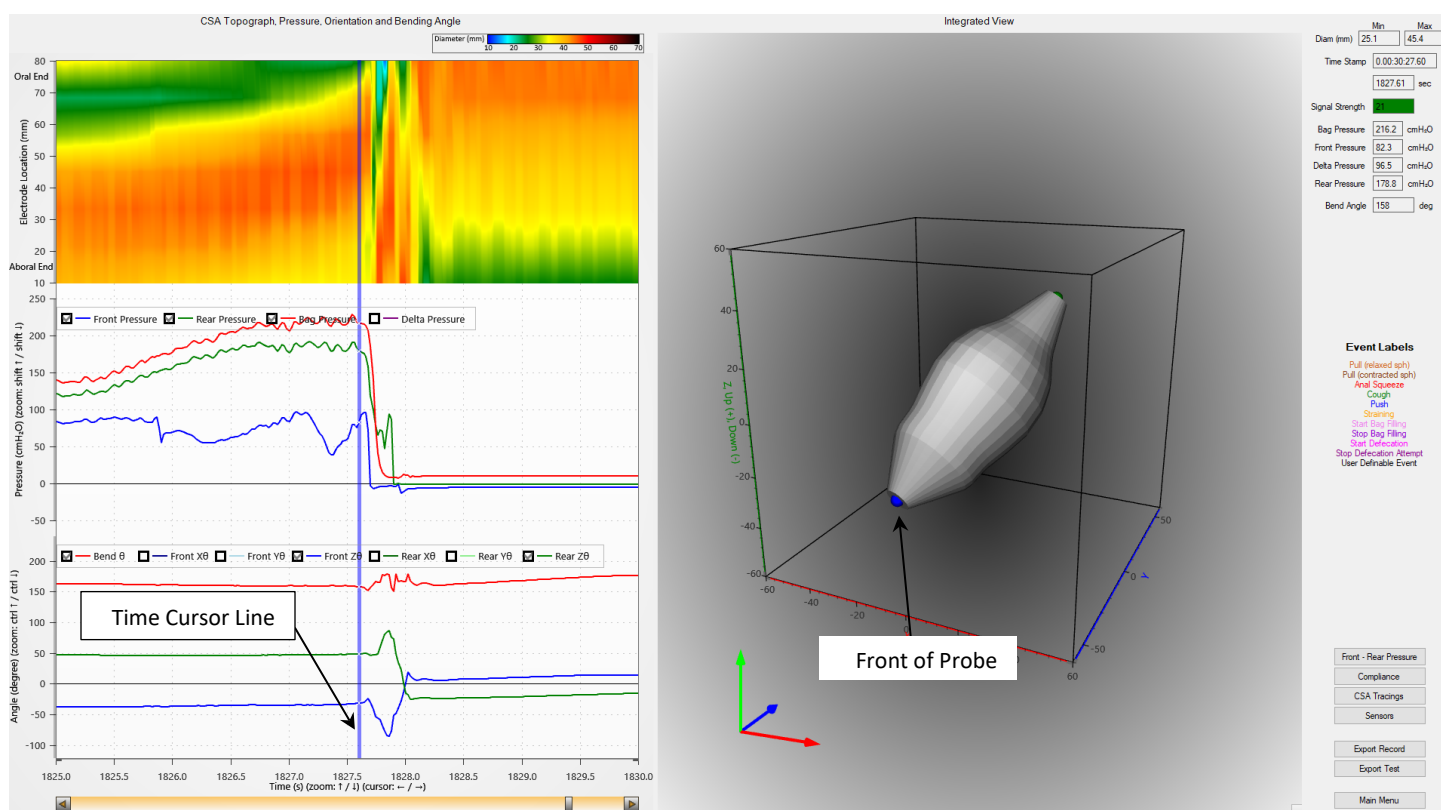 CSA Topograph, Pressure, Orientation and Bending Angle
Diameter (mm)
10 20 30 40 50 60 70
Oral End
Aboral End
Electrode Location (mm)
80
70
60
50
40
30
20
10
Pressure (cmH₂O) (zoom: shift ↑ / shift ↓)
250
200
150
100
50
0
-50
Front Pressure Rear Pressure Bag Pressure Delta Pressure
Angle (degree) (zoom: ctrl ↑ / ctrl ↓)
200
150
100
50
0
-50
-100
Bend θ Front Xθ Front Yθ Front Zθ Rear Xθ Rear Yθ Rear Zθ
Time Cursor Line
1825.0 1825.5 1826.0 1826.5 1827.0 1827.5 1828.0 1828.5 1829.0 1829.5 1830.0
Time (s) (zoom: ↑ / ↓) (cursor: ← / →)
Integrated View
Z, Up (+), Down (-)
60
20
0
-20
-40
-60
-60
-40
-20
0
60
-50
0
50
Y
Front of Probe
Min Max
Diam (mm) 25.1 45.4
Time Stamp 0.00:30:27.60
1827.61 sec
Signal Strength 21
Bag Pressure 216.2 cmH₂O
Front Pressure 82.3 cmH₂O
Delta Pressure 96.5 cmH₂O
Rear Pressure 178.8 cmH₂O
Bend Angle 158 deg
Event Labels
Pull (relaxed sph)
Pull (contracted sph)
Anal Squeeze
Cough
Push
Straining
Start Bag Filling
Stop Bag Filling
Start Defecation
Stop Defecation Attempt
User Definable Event
Front - Rear Pressure
Compliance
CSA Tracings
Sensors
Export Record
Export Test
Main Menu